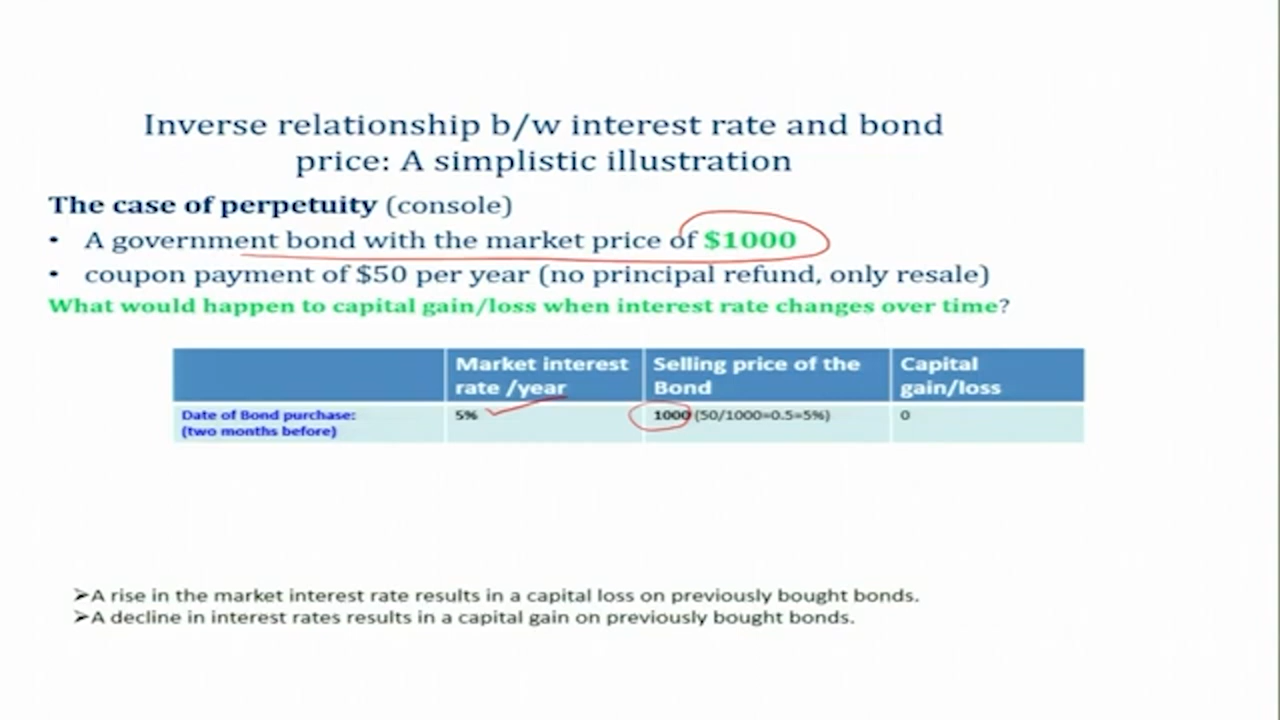 Inverse relationship b/w interest rate and bond
price: A simplistic illustration
The case of perpetuity (console)
• A government bond with the market price of $1000
• coupon payment of $50 per year (no principal refund, only resale)
What would happen to capital gain/loss when interest rate changes over time?
Market interest rate /year
Selling price of the Bond
Capital gain/loss
Date of Bond purchase:
(two months before)
5%
1000 (50/1000=0.5=5%)
0
➢A rise in the market interest rate results in a capital loss on previously bought bonds.
➢A decline in interest rates results in a capital gain on previously bought bonds.